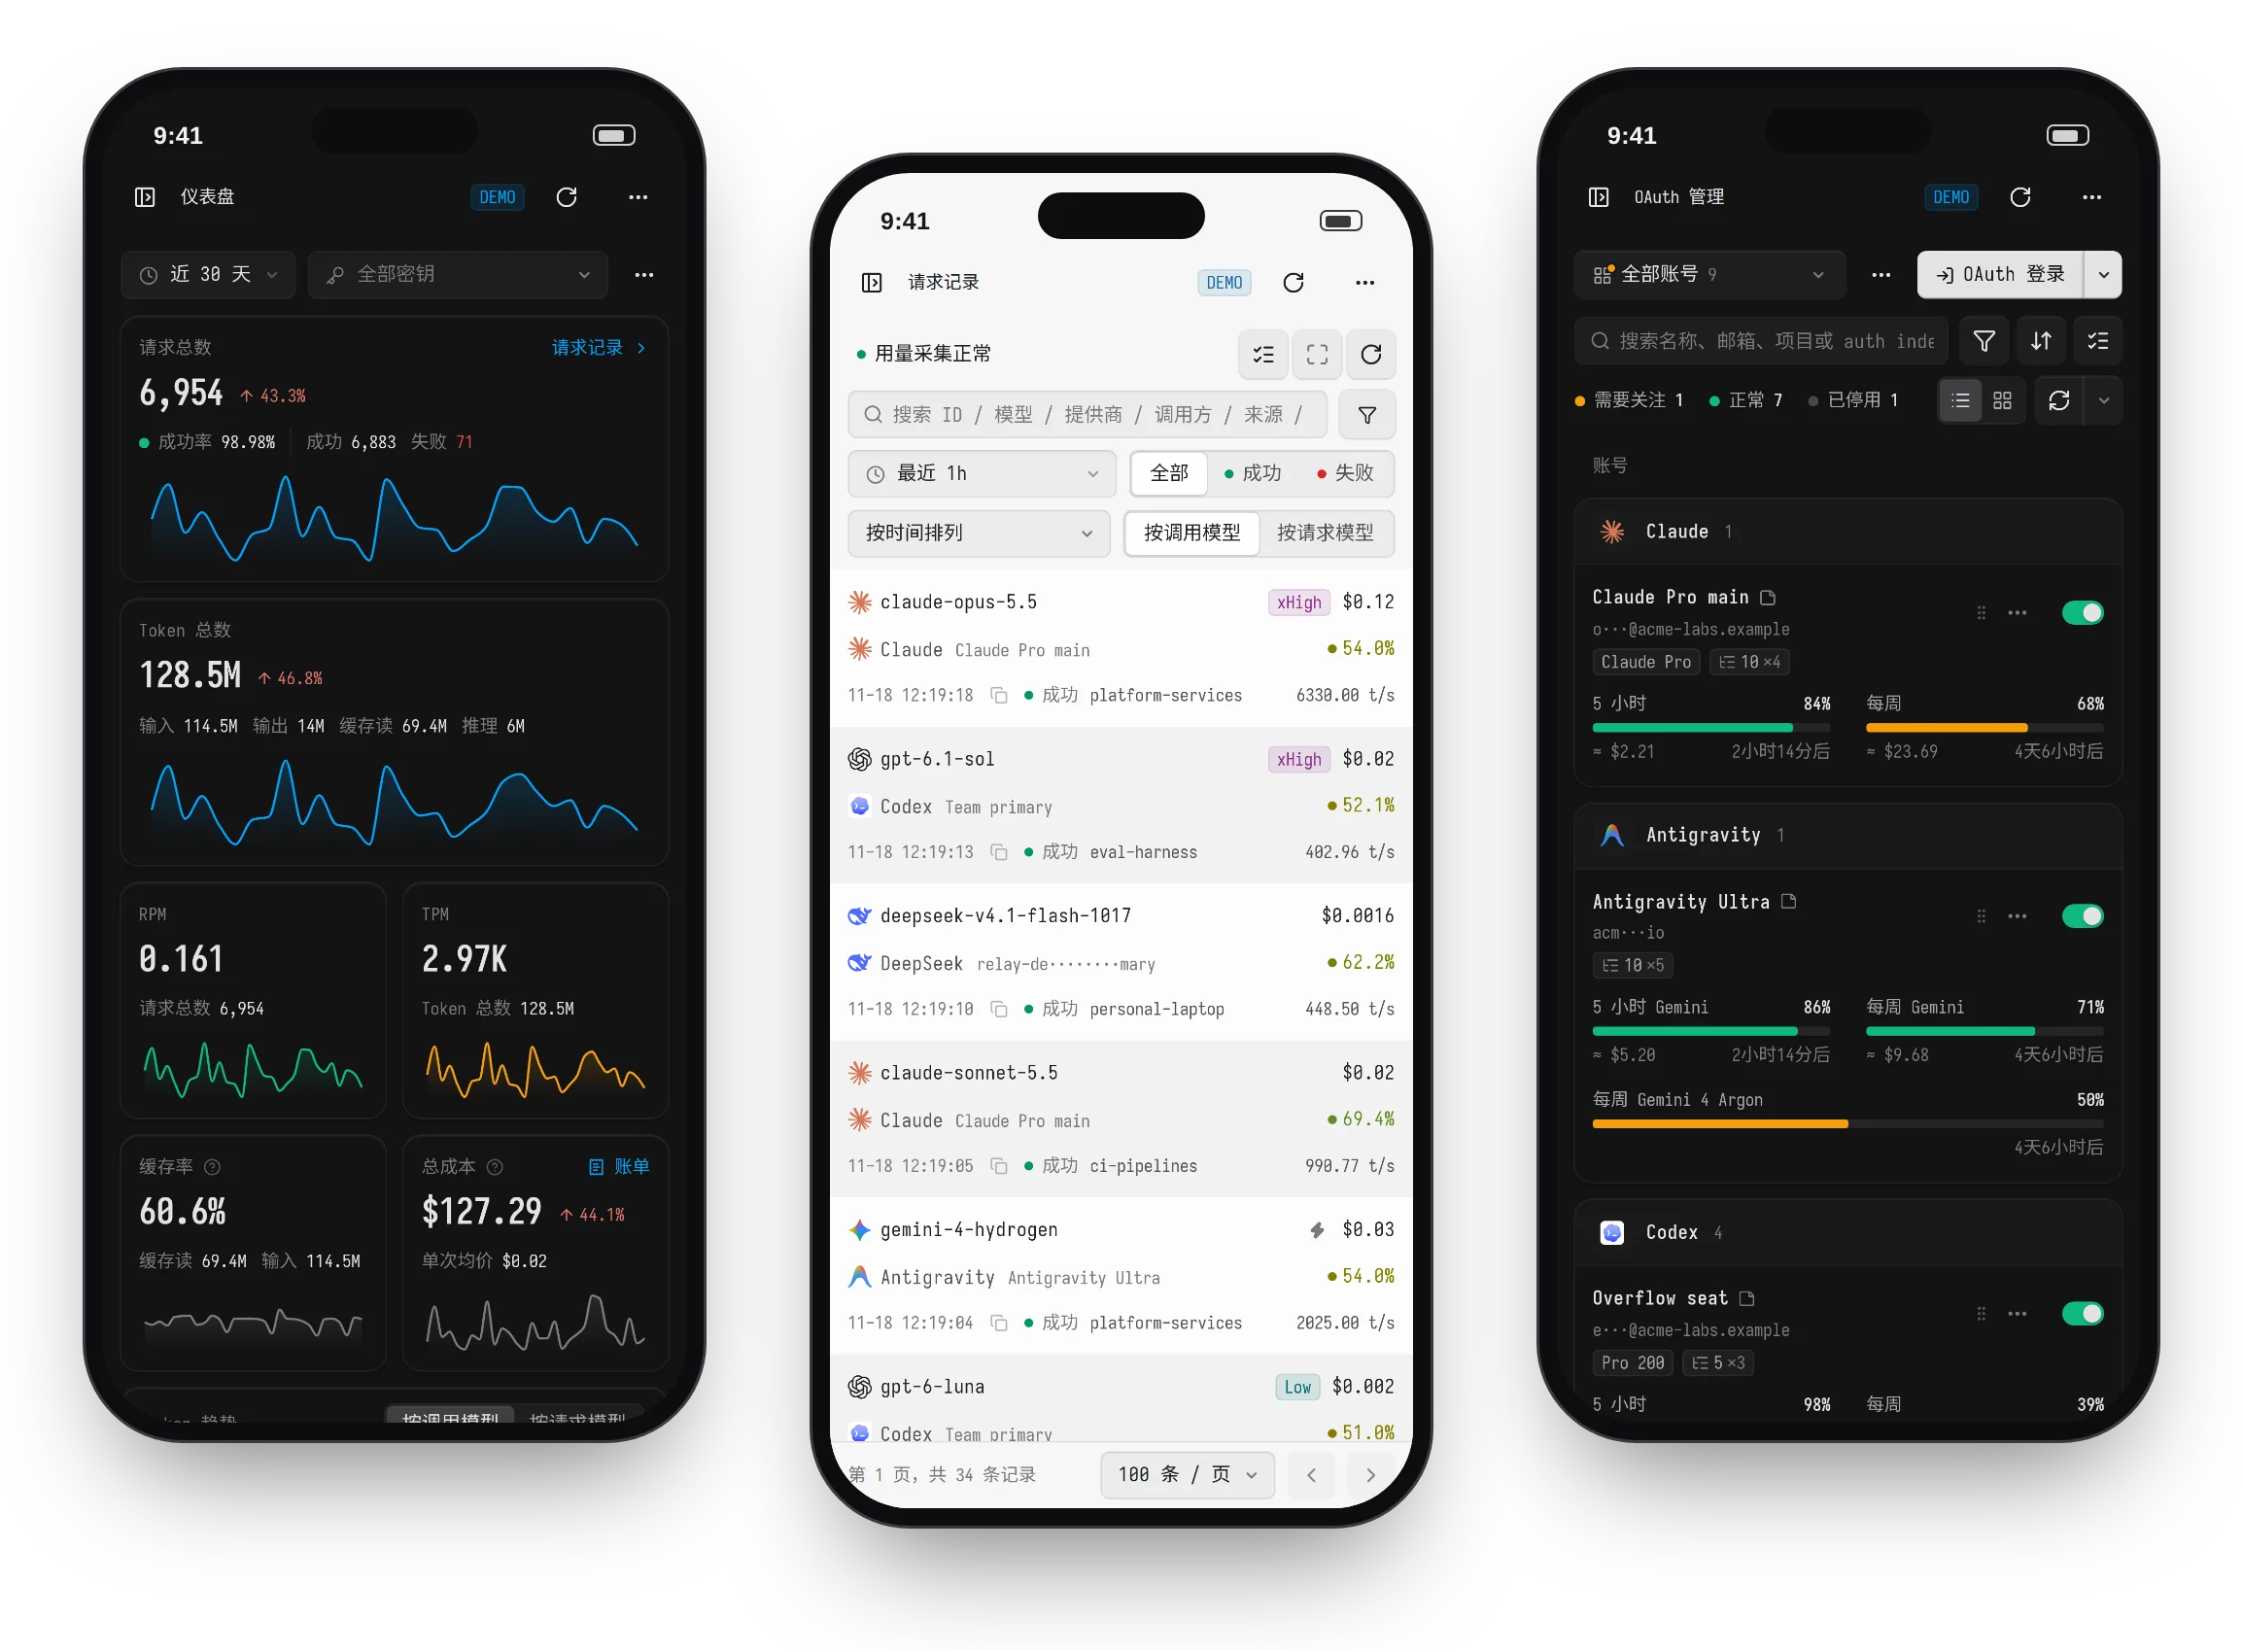 9:41
仪表盘 DEMO
近 30 天 全部密钥
请求总数 请求记录
6,954 ↑ 43.3%
成功率 98.98% 成功 6,883 失败 71
Token 总数
128.5M ↑ 46.8%
输入 114.5M 输出 14M 缓存读 69.4M 推理 6M
RPM
0.161
请求总数 6,954
TPM
2.97K
Token 总数 128.5M
缓存率
60.6%
缓存读 69.4M 输入 114.5M
总成本 账单
$127.29 ↑ 44.1%
单次均价 $0.02
按调用模型 按请求模型
9:41
请求记录 DEMO
用量采集正常
搜索 ID / 模型 / 提供商 / 调用方 / 来源 /
最近 1h 全部 成功 失败
按时间排列 按调用模型 按请求模型
claude-opus-5.5 xHigh $0.12
Claude Claude Pro main 54.0%
11-18 12:19:18 成功 platform-services 6330.00 t/s
gpt-6.1-sol xHigh $0.02
Codex Team primary 52.1%
11-18 12:19:13 成功 eval-harness 402.96 t/s
deepseek-v4.1-flash-1017 $0.0016
DeepSeek relay-de········mary 62.2%
11-18 12:19:10 成功 personal-laptop 448.50 t/s
claude-sonnet-5.5 $0.02
Claude Claude Pro main 69.4%
11-18 12:19:05 成功 ci-pipelines 990.77 t/s
gemini-4-hydrogen $0.03
Antigravity Antigravity Ultra 54.0%
11-18 12:19:04 成功 platform-services 2025.00 t/s
gpt-6-luna Low $0.002
Codex Team primary 51.0%
第 1 页，共 34 条记录 100 条 / 页
9:41
OAuth 管理 DEMO
全部账号 9 OAuth 登录
搜索名称、邮箱、项目或 auth inde
需要关注 1 正常 7 已停用 1
账号
Claude 1
Claude Pro main
o···@acme-labs.example
Claude Pro 10 ×4
5 小时 84% 每周 68%
≈ $2.21 2小时14分后 ≈ $23.69 4天6小时后
Antigravity 1
Antigravity Ultra
acm···io
10 ×5
5 小时 Gemini 86% 每周 Gemini 71%
≈ $5.20 2小时14分后 ≈ $9.68 4天6小时后
每周 Gemini 4 Argon 50%
4天6小时后
Codex 4
Overflow seat
e···@acme-labs.example
Pro 200 5 ×3
5 小时 98% 每周 39%